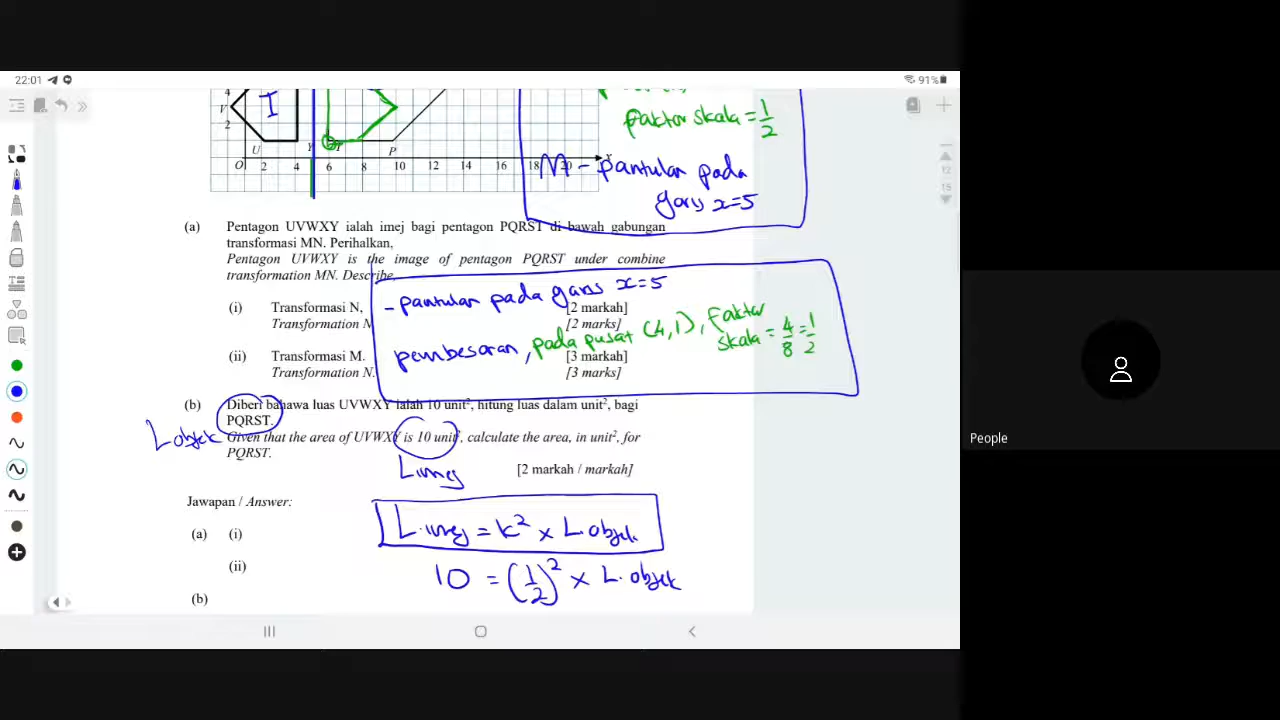 22:01
91%
4
V
I
2
U
Y
T
P
O
2
4
6
8
10
12
14
16
18
20
x
faktor skala = 1/2
M - pantulan pada
garis x=5
(a) Pentagon UVWXY ialah imej bagi pentagon PQRST di bawah gabungan
transformasi MN. Perihalkan,
Pentagon UVWXY is the image of pentagon PQRST under combine
transformation MN. Describe,
- pantulan pada garis x=5
(i) Transformasi N, [2 markah]
Transformation N [2 marks]
pembesaran, pada pusat (4,1), faktor
skala = 4/8 = 1/2
(ii) Transformasi M. [3 markah]
Transformation N. [3 marks]
(b) Diberi bahawa luas UVWXY ialah 10 unit², hitung luas dalam unit², bagi
PQRST.
L objek
Given that the area of UVWXY is 10 unit², calculate the area, in unit², for
PQRST.
L imej
[2 markah / markah]
Jawapan / Answer:
L. imej = k² × L. objek
(a) (i)
(ii)
10 = (1/2)² × L. objek
(b)
People
12
15